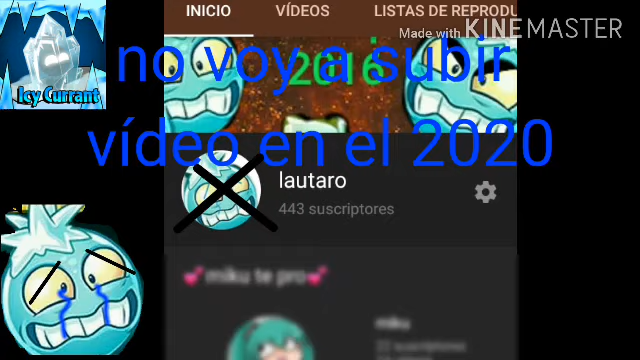 INICIO VÍDEOS LISTAS DE REPRODU
Made with KINEMASTER
Icy Currant
no voy a subir
2016
vídeo en el 2020
lautaro
443 suscriptores
💕miku te pro💕
miku